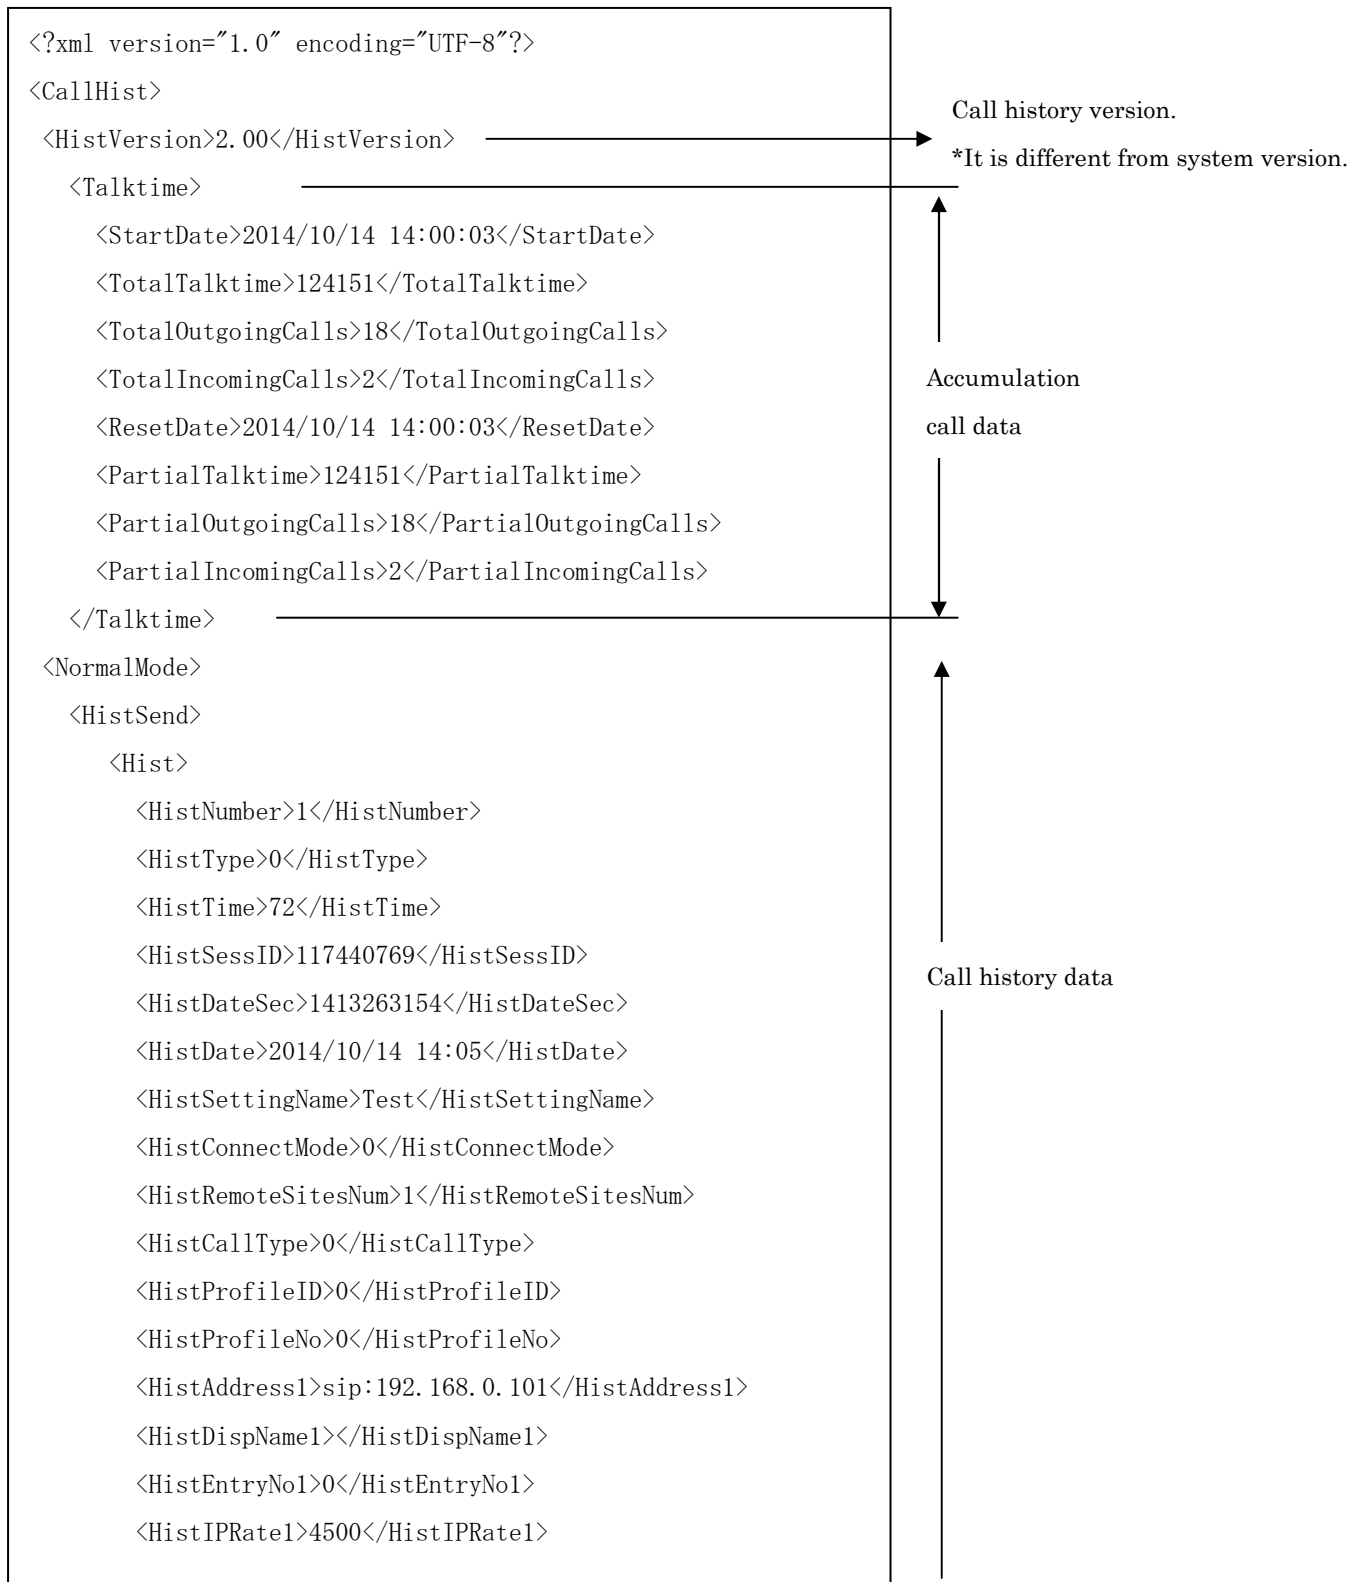 <?xml version="1.0" encoding="UTF-8"?>
<CallHist>
<HistVersion>2.00</HistVersion>
Call history version.
*It is different from system version.
<Talktime>
<StartDate>2014/10/14 14:00:03</StartDate>
<TotalTalktime>124151</TotalTalktime>
<TotalOutgoingCalls>18</TotalOutgoingCalls>
<TotalIncomingCalls>2</TotalIncomingCalls>
<ResetDate>2014/10/14 14:00:03</ResetDate>
<PartialTalktime>124151</PartialTalktime>
<PartialOutgoingCalls>18</PartialOutgoingCalls>
<PartialIncomingCalls>2</PartialIncomingCalls>
</Talktime>
Accumulation
call data
<NormalMode>
<HistSend>
<Hist>
<HistNumber>1</HistNumber>
<HistType>0</HistType>
<HistTime>72</HistTime>
<HistSessID>117440769</HistSessID>
<HistDateSec>1413263154</HistDateSec>
<HistDate>2014/10/14 14:05</HistDate>
<HistSettingName>Test</HistSettingName>
<HistConnectMode>0</HistConnectMode>
<HistRemoteSitesNum>1</HistRemoteSitesNum>
<HistCallType>0</HistCallType>
<HistProfileID>0</HistProfileID>
<HistProfileNo>0</HistProfileNo>
<HistAddress1>sip:192.168.0.101</HistAddress1>
<HistDispName1></HistDispName1>
<HistEntryNo1>0</HistEntryNo1>
<HistIPRate1>4500</HistIPRate1>
Call history data